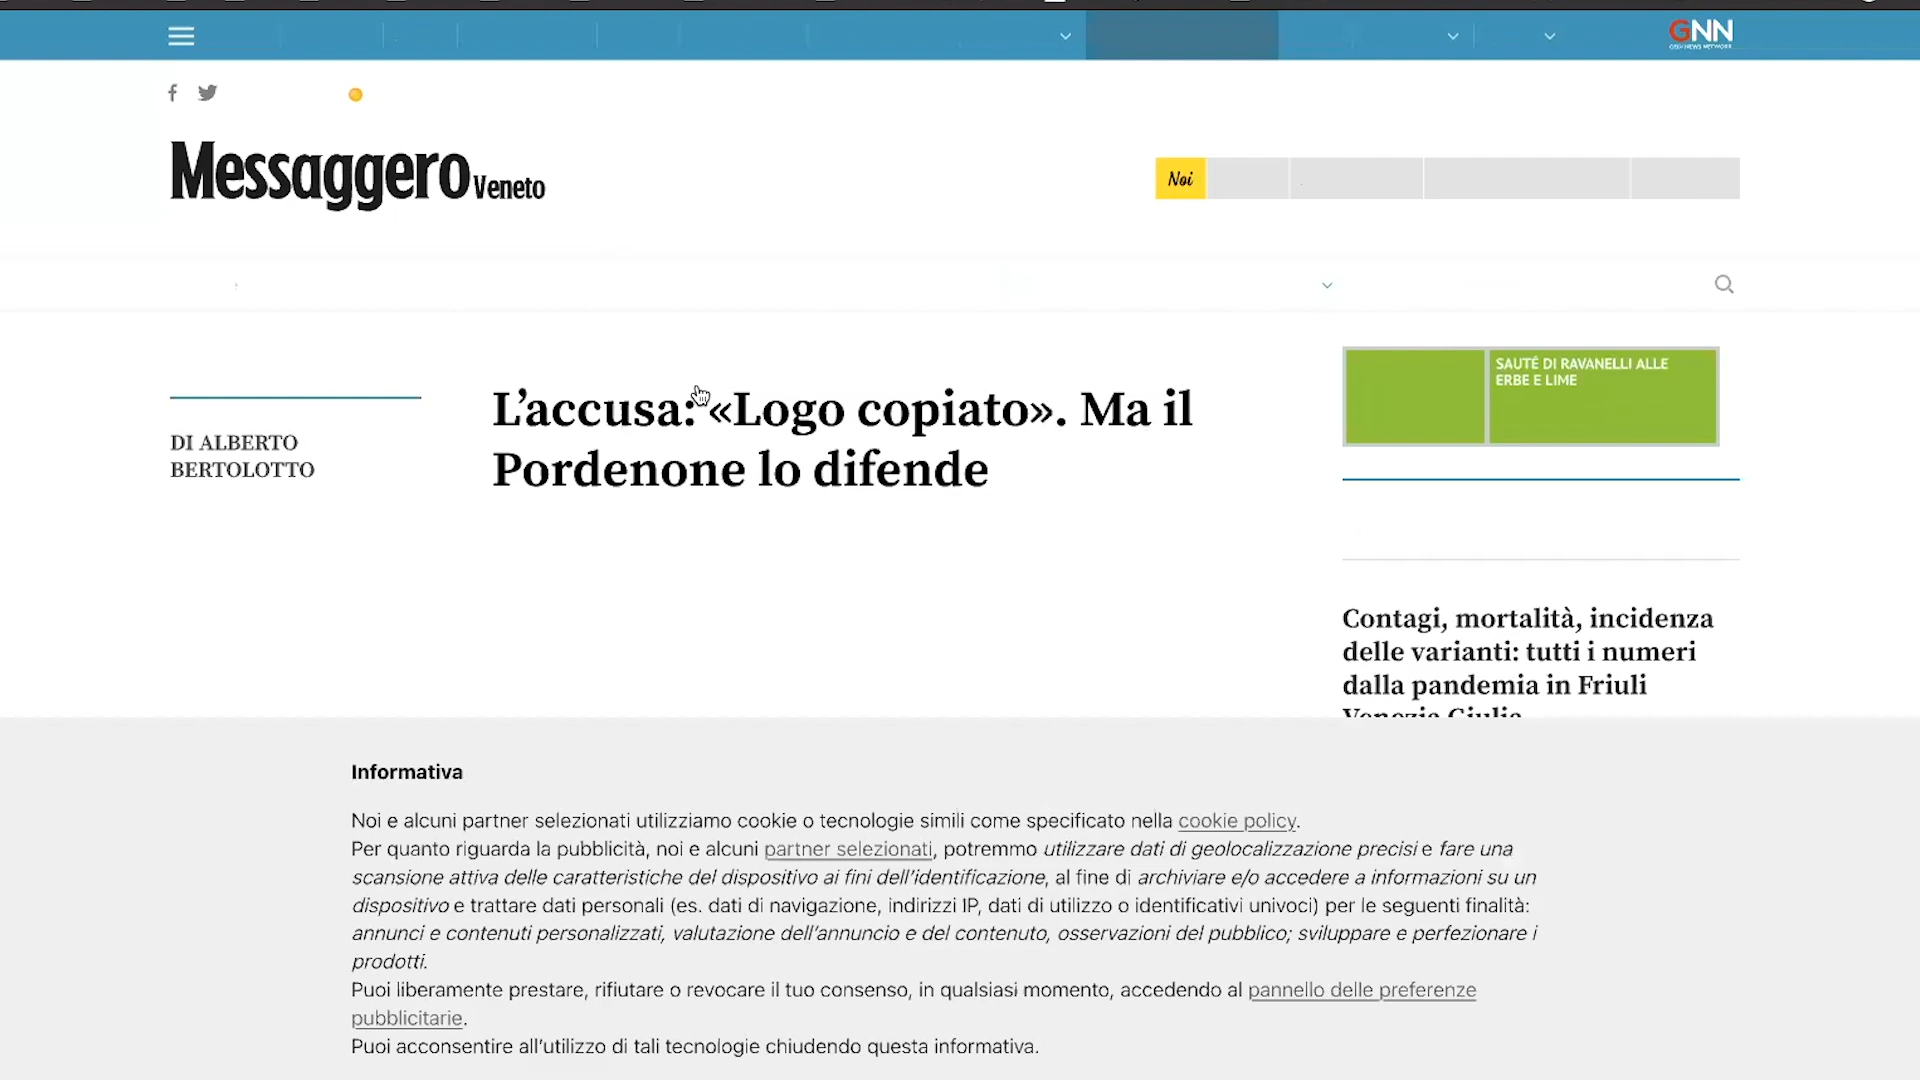 GNN
GEDI NEWS NETWORK
Messaggero Veneto
Noi
L’accusa: «Logo copiato». Ma il
Pordenone lo difende
DI ALBERTO
BERTOLOTTO
SAUTÉ DI RAVANELLI ALLE
ERBE E LIME
Contagi, mortalità, incidenza
delle varianti: tutti i numeri
dalla pandemia in Friuli
Venezia Giulia
Informativa
Noi e alcuni partner selezionati utilizziamo cookie o tecnologie simili come specificato nella cookie policy.
Per quanto riguarda la pubblicità, noi e alcuni partner selezionati, potremmo utilizzare dati di geolocalizzazione precisi e fare una
scansione attiva delle caratteristiche del dispositivo ai fini dell’identificazione, al fine di archiviare e/o accedere a informazioni su un
dispositivo e trattare dati personali (es. dati di navigazione, indirizzi IP, dati di utilizzo o identificativi univoci) per le seguenti finalità:
annunci e contenuti personalizzati, valutazione dell’annuncio e del contenuto, osservazioni del pubblico; sviluppare e perfezionare i
prodotti.
Puoi liberamente prestare, rifiutare o revocare il tuo consenso, in qualsiasi momento, accedendo al pannello delle preferenze
pubblicitarie.
Puoi acconsentire all’utilizzo di tali tecnologie chiudendo questa informativa.